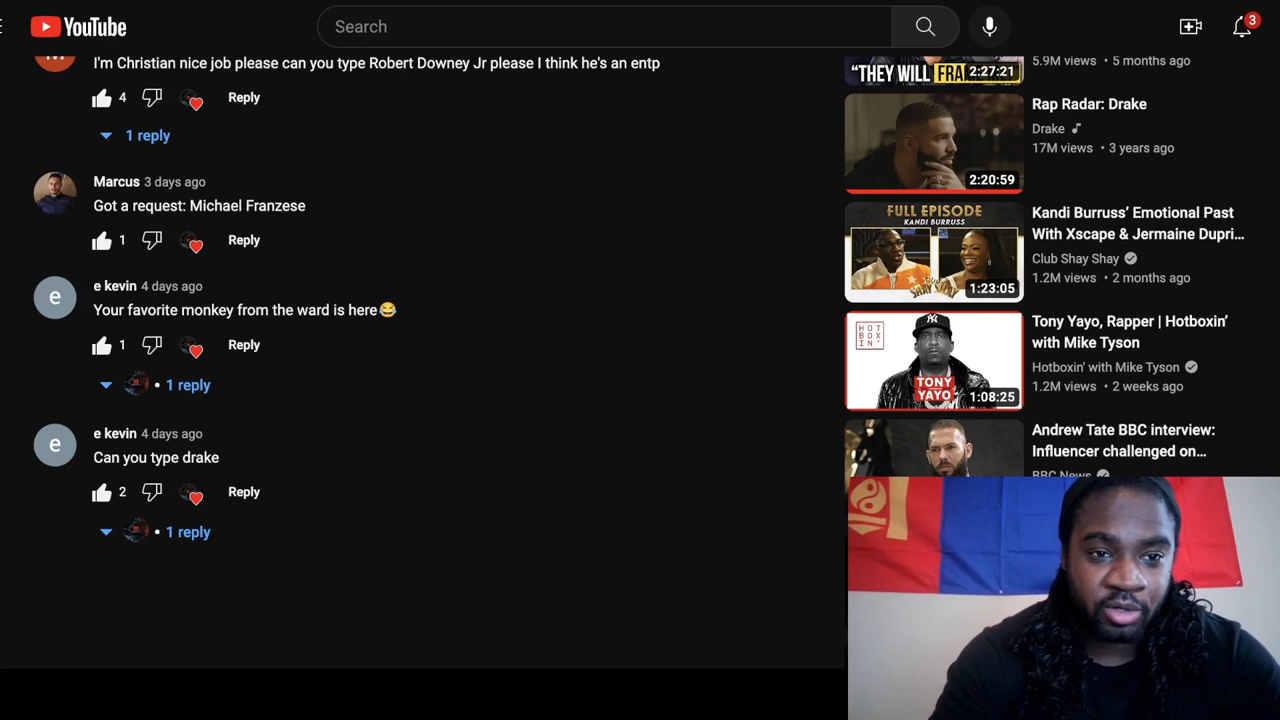 YouTube
Search
3
I'm Christian nice job please can you type Robert Downey Jr please I think he's an entp
4
Reply
1 reply
Marcus 3 days ago
Got a request: Michael Franzese
1
Reply
e
e kevin 4 days ago
Your favorite monkey from the ward is here😂
1
Reply
• 1 reply
e
e kevin 4 days ago
Can you type drake
2
Reply
• 1 reply
"THEY WILL
2:27:21
5.9M views • 5 months ago
2:20:59
Rap Radar: Drake
Drake
17M views • 3 years ago
FULL EPISODE
KANDI BURRUSS
SHAY SHAY
1:23:05
Kandi Burruss' Emotional Past
With Xscape & Jermaine Dupri...
Club Shay Shay
1.2M views • 2 months ago
HOT
BOX
IN'
TONY
YAYO
1:08:25
Tony Yayo, Rapper | Hotboxin'
with Mike Tyson
Hotboxin' with Mike Tyson
1.2M views • 2 weeks ago
Andrew Tate BBC interview:
Influencer challenged on...
BBC News